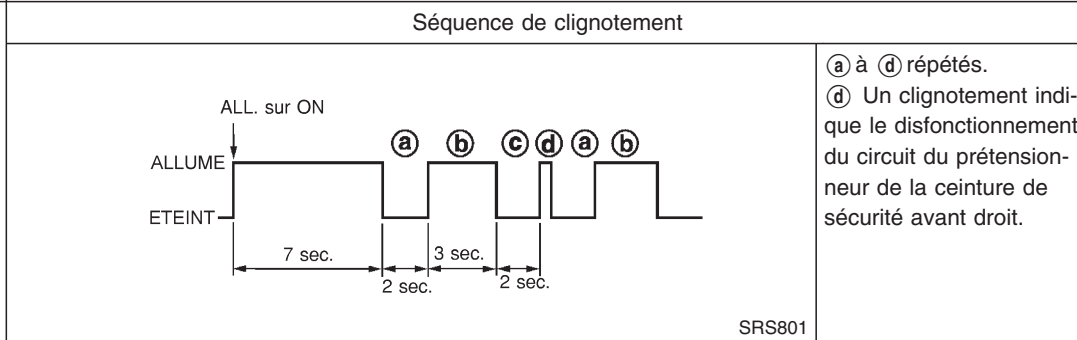 Séquence de clignotement
ALL. sur ON
ⓐ ⓑ ⓒ ⓓ ⓐ ⓑ
ALLUME
ETEINT
7 sec.
3 sec.
2 sec.
2 sec.
SRS801
ⓐ à ⓓ répétés.
ⓓ Un clignotement indi-
que le disfonctionnement
du circuit du prétension-
neur de la ceinture de
sécurité avant droit.